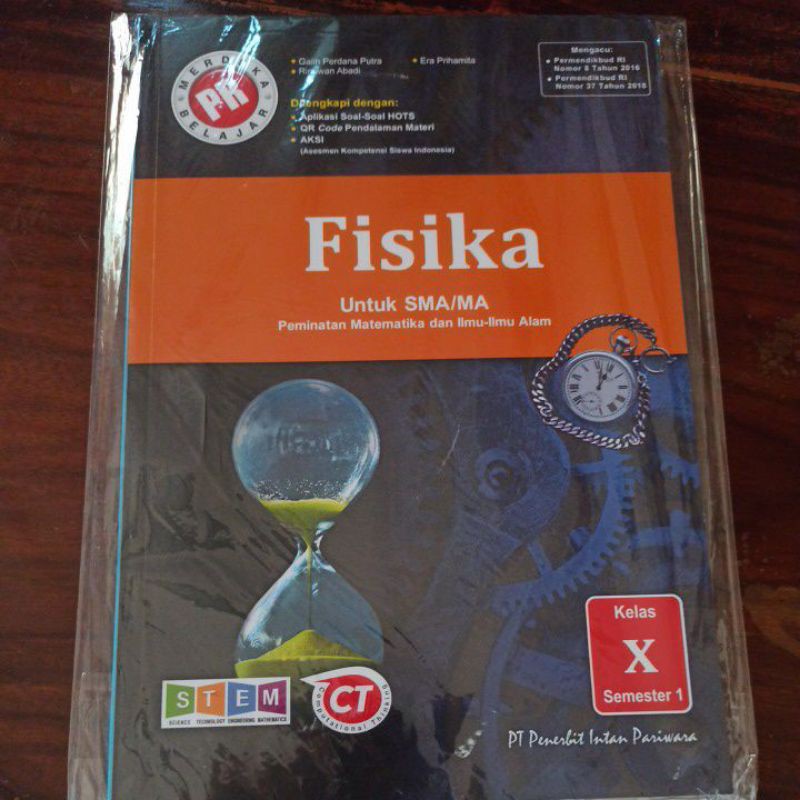 MERDEKA
PR
BELAJAR
• Galih Perdana Putra
• Era Prihamita
• Rinawan Abadi
Dilengkapi dengan:
• Aplikasi Soal-Soal HOTS
• QR Code Pendalaman Materi
• AKSI
(Asesmen Kompetensi Siswa Indonesia)
Mengacu:
• Permendikbud RI
Nomor 8 Tahun 2016
• Permendikbud RI
Nomor 37 Tahun 2018
Fisika
Untuk SMA/MA
Peminatan Matematika dan Ilmu-Ilmu Alam
Kelas
X
Semester 1
STEM
SCIENCE TECHNOLOGY ENGINEERING MATHEMATICS
CT
Computational Thinking
PT Penerbit Intan Pariwara